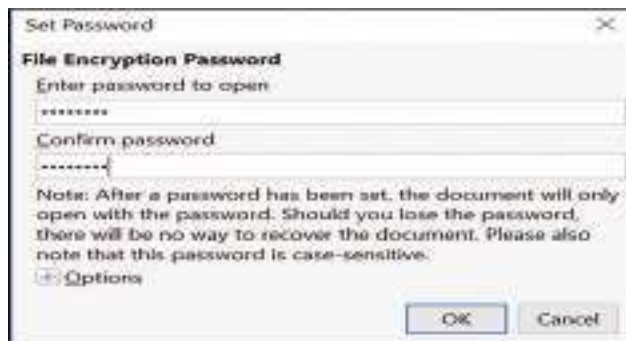 Set Password
File Encryption Password
Enter password to open
••••••••
Confirm password
••••••••
Note: After a password has been set, the document will only
open with the password. Should you lose the password,
there will be no way to recover the document. Please also
note that this password is case-sensitive.
Options
OK Cancel